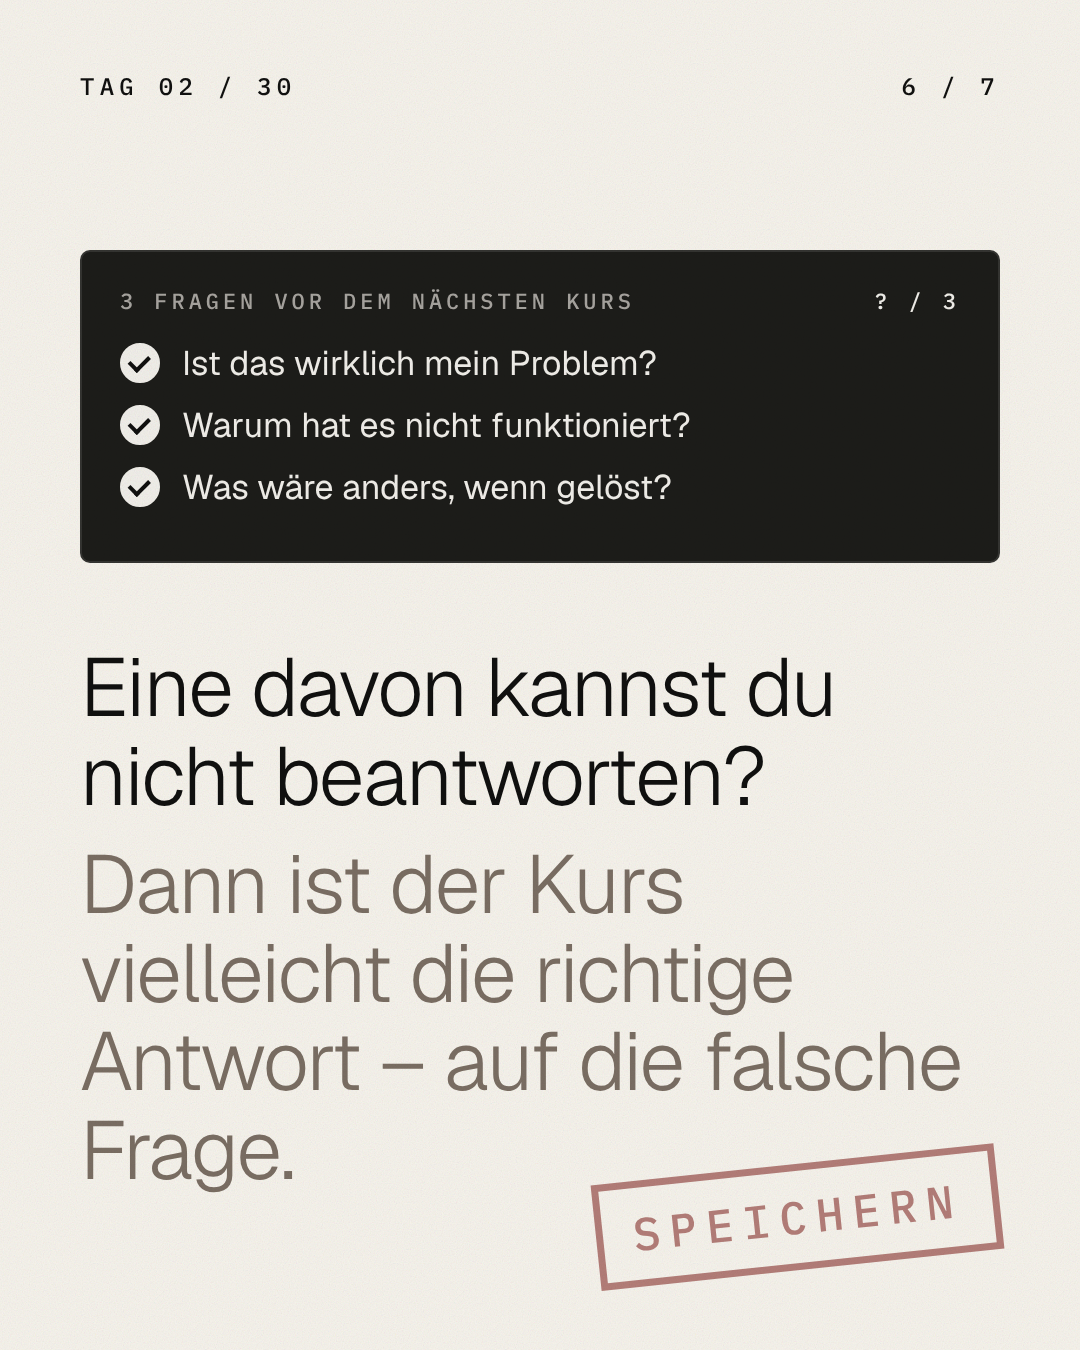 TAG 02 / 30
6 / 7
3 FRAGEN VOR DEM NÄCHSTEN KURS
? / 3
Ist das wirklich mein Problem?
Warum hat es nicht funktioniert?
Was wäre anders, wenn gelöst?
Eine davon kannst du
nicht beantworten?
Dann ist der Kurs
vielleicht die richtige
Antwort – auf die falsche
Frage.
SPEICHERN